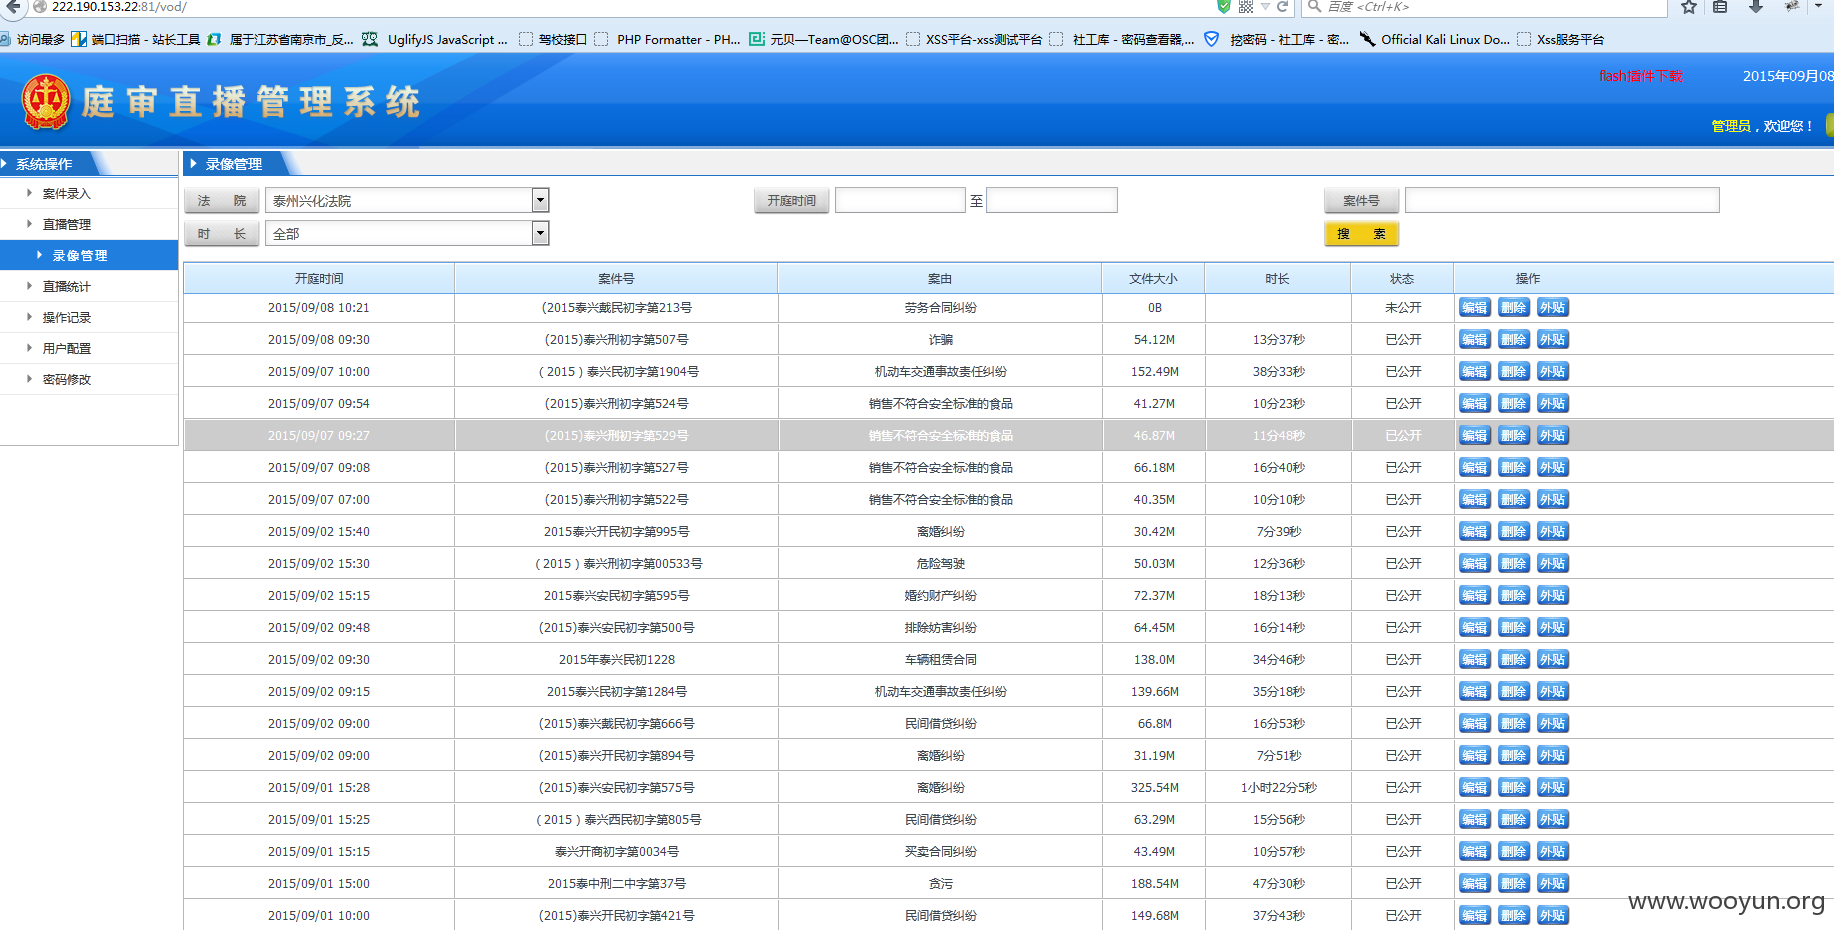 222.190.153.22:81/vod/ 百度 <Ctrl+K>
访问最多 端口扫描 - 站长工具 属于江苏省南京市_反... UglifyJS JavaScript ... 驾校接口 PHP Formatter - PH... 元贝—Team@OSC团... XSS平台-xss测试平台 社工库 - 密码查看器,... 挖密码 - 社工库 - 密... Official Kali Linux Do... Xss服务平台
flash插件下载 2015年09月08
庭审直播管理系统
管理员，欢迎您！
系统操作 录像管理
案件录入
直播管理
录像管理
直播统计
操作记录
用户配置
密码修改
法 院 泰州兴化法院 开庭时间 至 案件号
时 长 全部 搜 索
开庭时间 案件号 案由 文件大小 时长 状态 操作
2015/09/08 10:21 (2015泰兴戴民初字第213号 劳务合同纠纷 0B 未公开 编辑 删除 外贴
2015/09/08 09:30 (2015)泰兴刑初字第507号 诈骗 54.12M 13分37秒 已公开 编辑 删除 外贴
2015/09/07 10:00 （2015）泰兴民初字第1904号 机动车交通事故责任纠纷 152.49M 38分33秒 已公开 编辑 删除 外贴
2015/09/07 09:54 (2015)泰兴刑初字第524号 销售不符合安全标准的食品 41.27M 10分23秒 已公开 编辑 删除 外贴
2015/09/07 09:27 (2015)泰兴刑初字第529号 销售不符合安全标准的食品 46.87M 11分48秒 已公开 编辑 删除 外贴
2015/09/07 09:08 (2015)泰兴刑初字第527号 销售不符合安全标准的食品 66.18M 16分40秒 已公开 编辑 删除 外贴
2015/09/07 07:00 (2015)泰兴刑初字第522号 销售不符合安全标准的食品 40.35M 10分10秒 已公开 编辑 删除 外贴
2015/09/02 15:40 2015泰兴开民初字第995号 离婚纠纷 30.42M 7分39秒 已公开 编辑 删除 外贴
2015/09/02 15:30 （2015）泰兴刑初字第00533号 危险驾驶 50.03M 12分36秒 已公开 编辑 删除 外贴
2015/09/02 15:15 2015泰兴安民初字第595号 婚约财产纠纷 72.37M 18分13秒 已公开 编辑 删除 外贴
2015/09/02 09:48 (2015)泰兴安民初字第500号 排除妨害纠纷 64.45M 16分14秒 已公开 编辑 删除 外贴
2015/09/02 09:30 2015年泰兴民初1228 车辆租赁合同 138.0M 34分46秒 已公开 编辑 删除 外贴
2015/09/02 09:15 2015泰兴民初字第1284号 机动车交通事故责任纠纷 139.66M 35分18秒 已公开 编辑 删除 外贴
2015/09/02 09:00 (2015)泰兴戴民初字第666号 民间借贷纠纷 66.8M 16分53秒 已公开 编辑 删除 外贴
2015/09/02 09:00 (2015)泰兴开民初字第894号 离婚纠纷 31.19M 7分51秒 已公开 编辑 删除 外贴
2015/09/01 15:28 (2015)泰兴安民初字第575号 离婚纠纷 325.54M 1小时22分5秒 已公开 编辑 删除 外贴
2015/09/01 15:25 （2015）泰兴西民初字第805号 民间借贷纠纷 63.29M 15分56秒 已公开 编辑 删除 外贴
2015/09/01 15:15 泰兴开商初字第0034号 买卖合同纠纷 43.49M 10分57秒 已公开 编辑 删除 外贴
2015/09/01 15:00 2015泰中刑二中字第37号 贪污 188.54M 47分30秒 已公开 编辑 删除 外贴
2015/09/01 10:00 (2015)泰兴开民初字第421号 民间借贷纠纷 149.68M 37分43秒 已公开 编辑 删除 外贴
www.wooyun.org